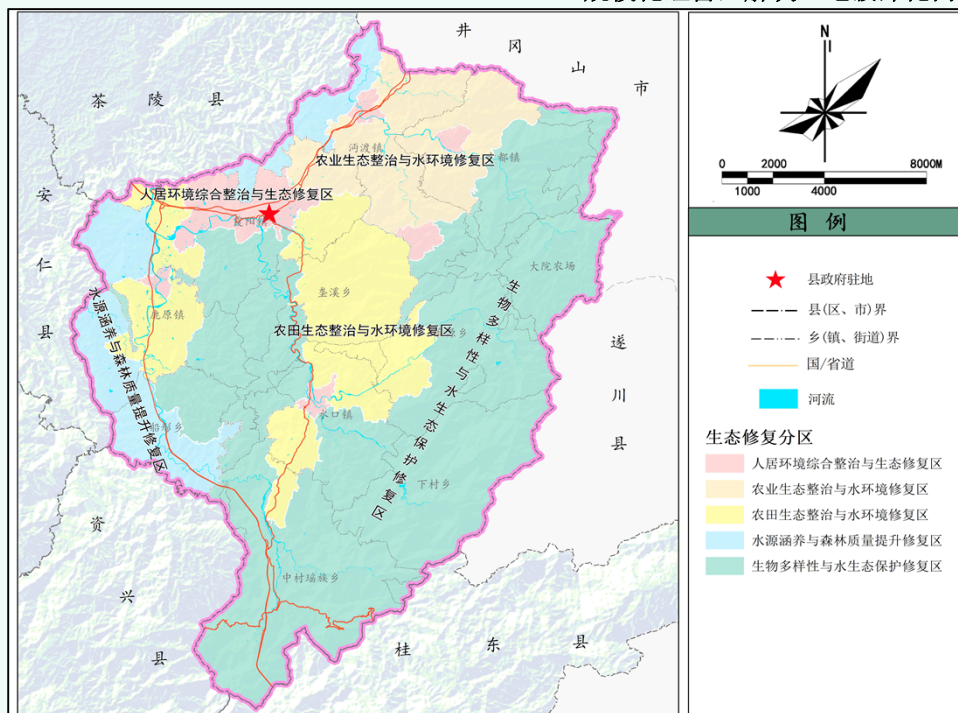 井
冈
山
市
茶陵县
安
仁
县
资
兴
县
桂东县
遂
川
县
沔渡镇
都镇
农业生态整治与水环境修复区
人居环境综合整治与生态修复区
大院农场
垄溪乡
鹿原镇
农田生态整治与水环境修复区
水源涵养与森林质量提升修复区
生物多样性与水生态保护修复区
水口镇
船形乡
下村乡
中村瑶族乡
N
0 2000 8000M
1000 4000
图例
县政府驻地
县(区、市)界
乡(镇、街道)界
国/省道
河流
生态修复分区
人居环境综合整治与生态修复区
农业生态整治与水环境修复区
农田生态整治与水环境修复区
水源涵养与森林质量提升修复区
生物多样性与水生态保护修复区